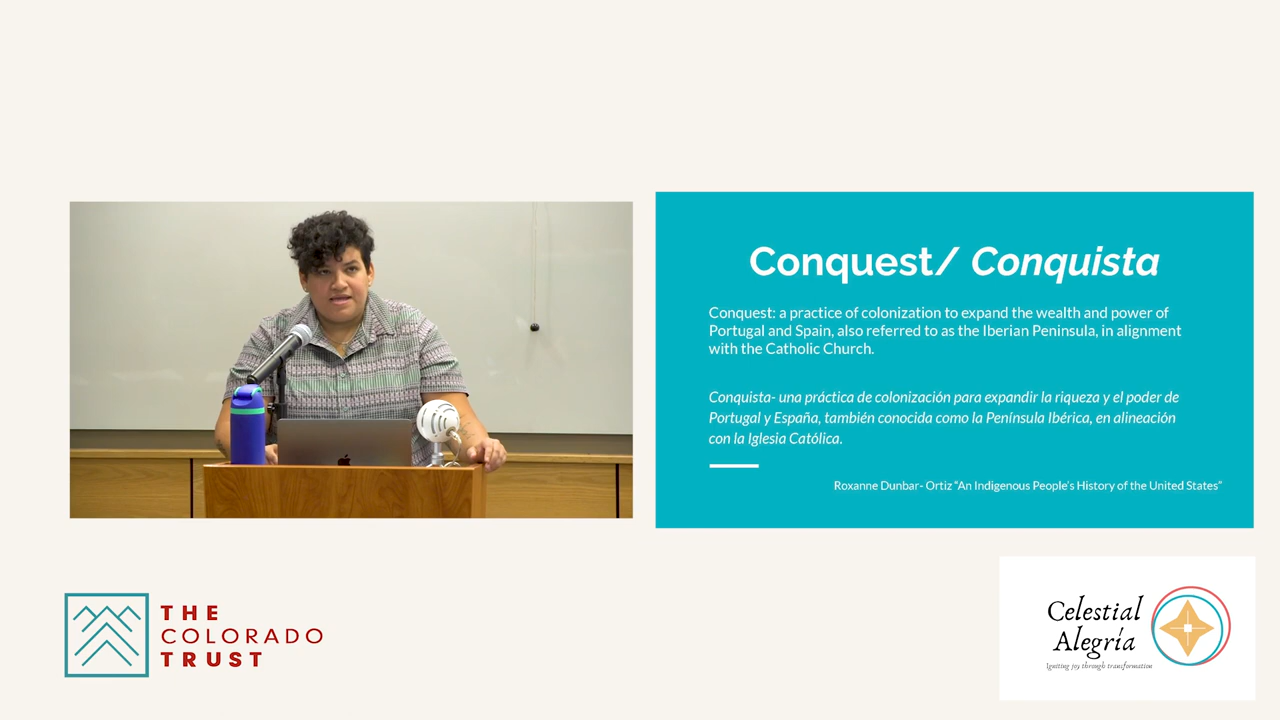 Conquest/ Conquista
Conquest: a practice of colonization to expand the wealth and power of
Portugal and Spain, also referred to as the Iberian Peninsula, in alignment
with the Catholic Church.
Conquista- una práctica de colonización para expandir la riqueza y el poder de
Portugal y España, también conocida como la Península Ibérica, en alineación
con la Iglesia Católica.
Roxanne Dunbar- Ortiz “An Indigenous People’s History of the United States”
THE
COLORADO
TRUST
Celestial
Alegría
Igniting joy through transformation